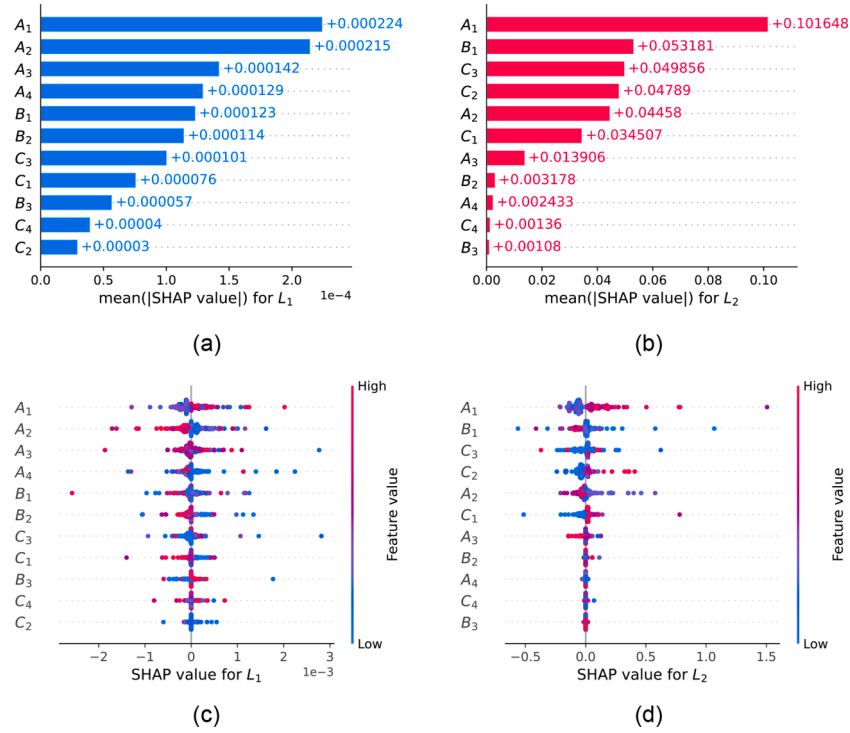 A1 +0.000224
A2 +0.000215
A3 +0.000142
A4 +0.000129
B1 +0.000123
B2 +0.000114
C3 +0.000101
C1 +0.000076
B3 +0.000057
C4 +0.00004
C2 +0.00003
0.0 0.5 1.0 1.5 2.0
mean(|SHAP value|) for L1 1e−4
(a)
A1 +0.101648
B1 +0.053181
C3 +0.049856
C2 +0.04789
A2 +0.04458
C1 +0.034507
A3 +0.013906
B2 +0.003178
A4 +0.002433
C4 +0.00136
B3 +0.00108
0.00 0.02 0.04 0.06 0.08 0.10
mean(|SHAP value|) for L2
(b)
High
A1
A2
A3
A4
B1
B2
C3
C1
B3
C4
C2
Low
Feature value
−2 −1 0 1 2 3
SHAP value for L1 1e−3
(c)
High
A1
B1
C3
C2
A2
C1
A3
B2
A4
C4
B3
Low
Feature value
−0.5 0.0 0.5 1.0 1.5
SHAP value for L2
(d)